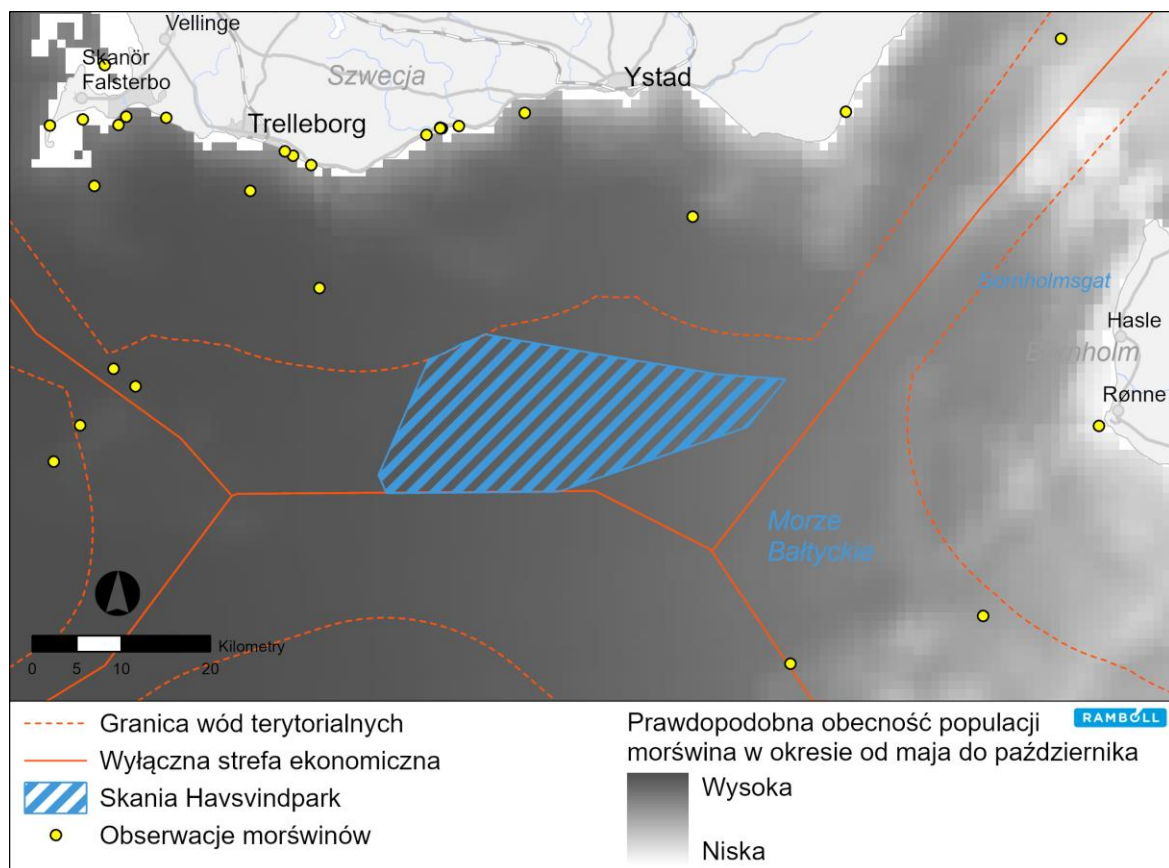 Vellinge
Skanör
Falsterbo
Szwecja
Ystad
Trelleborg
Bornholmsgat
Hasle
Bornholm
Rønne
Morze
Bałtyckie
Kilometry
0 5 10 20
Granica wód terytorialnych
Wyłączna strefa ekonomiczna
Skania Havsvindpark
Obserwacje morświnów
Prawdopodobna obecność populacji
morświna w okresie od maja do października
RAMBOLL
Wysoka
Niska